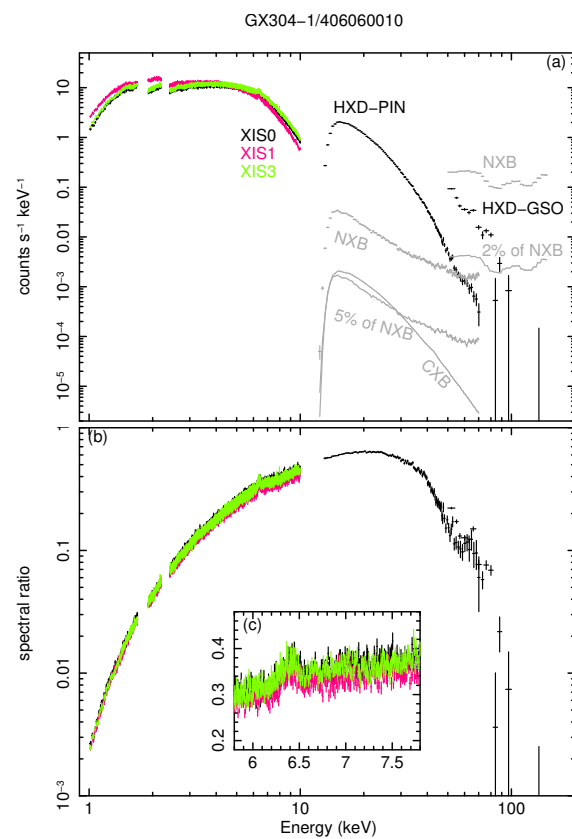 GX304−1/406060010
(a)
HXD−PIN
XIS0
XIS1
XIS3
NXB
HXD−GSO
NXB
2% of NXB
5% of NXB
CXB
counts s⁻¹ keV⁻¹
10
1
0.1
0.01
10⁻³
10⁻⁴
10⁻⁵
(b)
spectral ratio
1
0.1
0.01
10⁻³
(c)
0.4
0.3
0.2
6 6.5 7 7.5
1 10 100
Energy (keV)